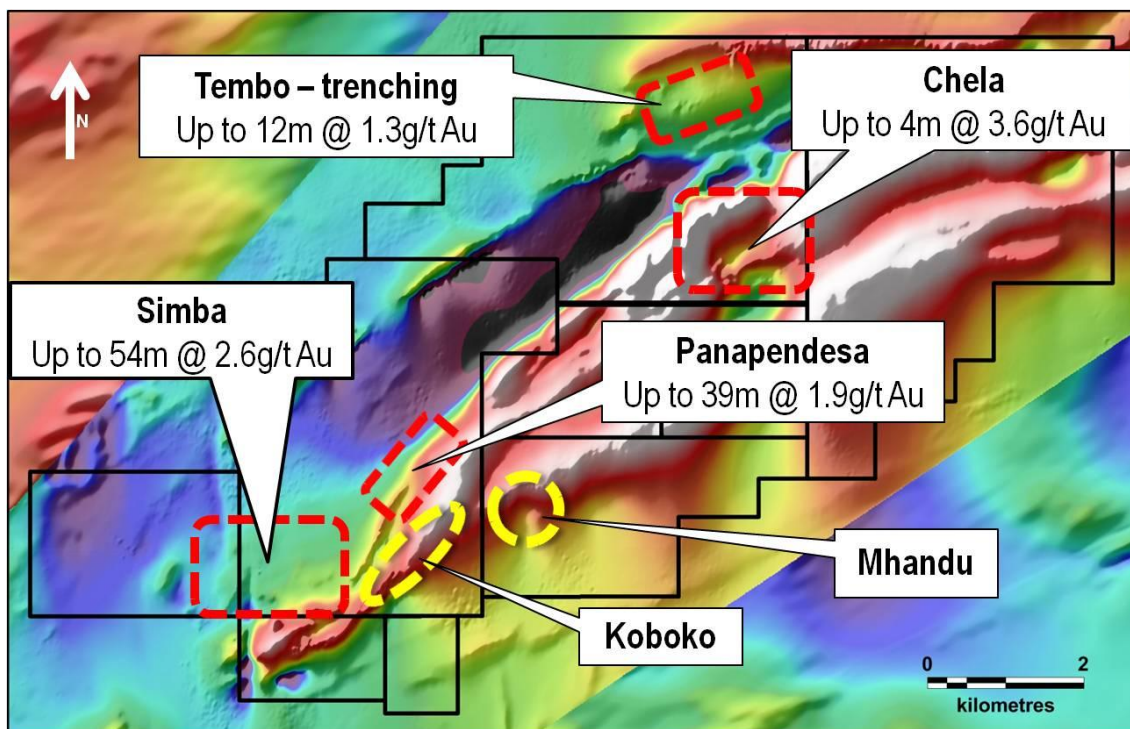 Tembo – trenching
Up to 12m @ 1.3g/t Au
Chela
Up to 4m @ 3.6g/t Au
N
Simba
Up to 54m @ 2.6g/t Au
Panapendesa
Up to 39m @ 1.9g/t Au
Mhandu
Koboko
0 2
kilometres